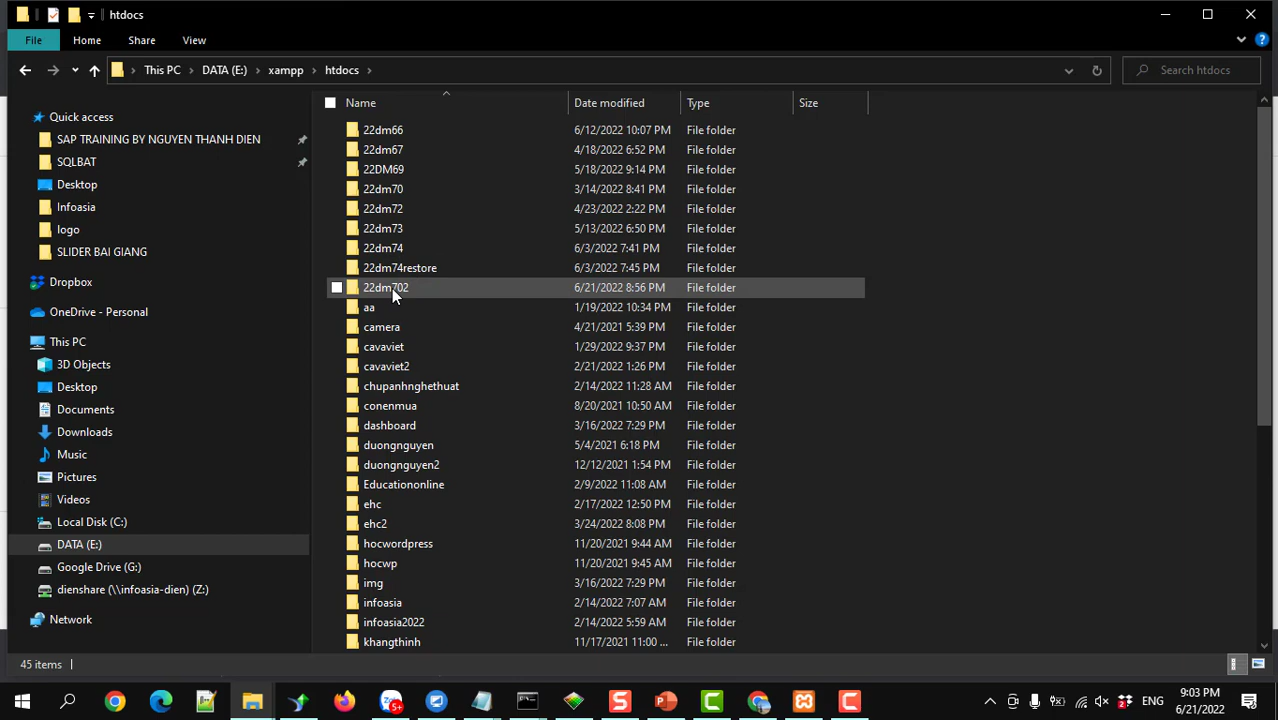 htdocs
File Home Share View
This PC DATA (E:) xampp htdocs Search htdocs
Name Date modified Type Size
Quick access
SAP TRAINING BY NGUYEN THANH DIEN
SQLBAT
Desktop
Infoasia
logo
SLIDER BAI GIANG
Dropbox
OneDrive - Personal
This PC
3D Objects
Desktop
Documents
Downloads
Music
Pictures
Videos
Local Disk (C:)
DATA (E:)
Google Drive (G:)
dienshare (\\infoasia-dien) (Z:)
Network
22dm66 6/12/2022 10:07 PM File folder
22dm67 4/18/2022 6:52 PM File folder
22DM69 5/18/2022 9:14 PM File folder
22dm70 3/14/2022 8:41 PM File folder
22dm72 4/23/2022 2:22 PM File folder
22dm73 5/13/2022 6:50 PM File folder
22dm74 6/3/2022 7:41 PM File folder
22dm74restore 6/3/2022 7:45 PM File folder
22dm702 6/21/2022 8:56 PM File folder
aa 1/19/2022 10:34 PM File folder
camera 4/21/2021 5:39 PM File folder
cavaviet 1/29/2022 9:37 PM File folder
cavaviet2 2/21/2022 1:26 PM File folder
chupanhnghethuat 2/14/2022 11:28 AM File folder
conenmua 8/20/2021 10:50 AM File folder
dashboard 3/16/2022 7:29 PM File folder
duongnguyen 5/4/2021 6:18 PM File folder
duongnguyen2 12/12/2021 1:54 PM File folder
Educationonline 2/9/2022 11:08 AM File folder
ehc 2/17/2022 12:50 PM File folder
ehc2 3/24/2022 8:08 PM File folder
hocwordpress 11/20/2021 9:44 AM File folder
hocwp 11/20/2021 9:45 AM File folder
img 3/16/2022 7:29 PM File folder
infoasia 2/14/2022 7:07 AM File folder
infoasia2022 2/14/2022 5:59 AM File folder
khangthinh 11/17/2021 11:00 ... File folder
45 items
5+
2
ENG
9:03 PM
6/21/2022